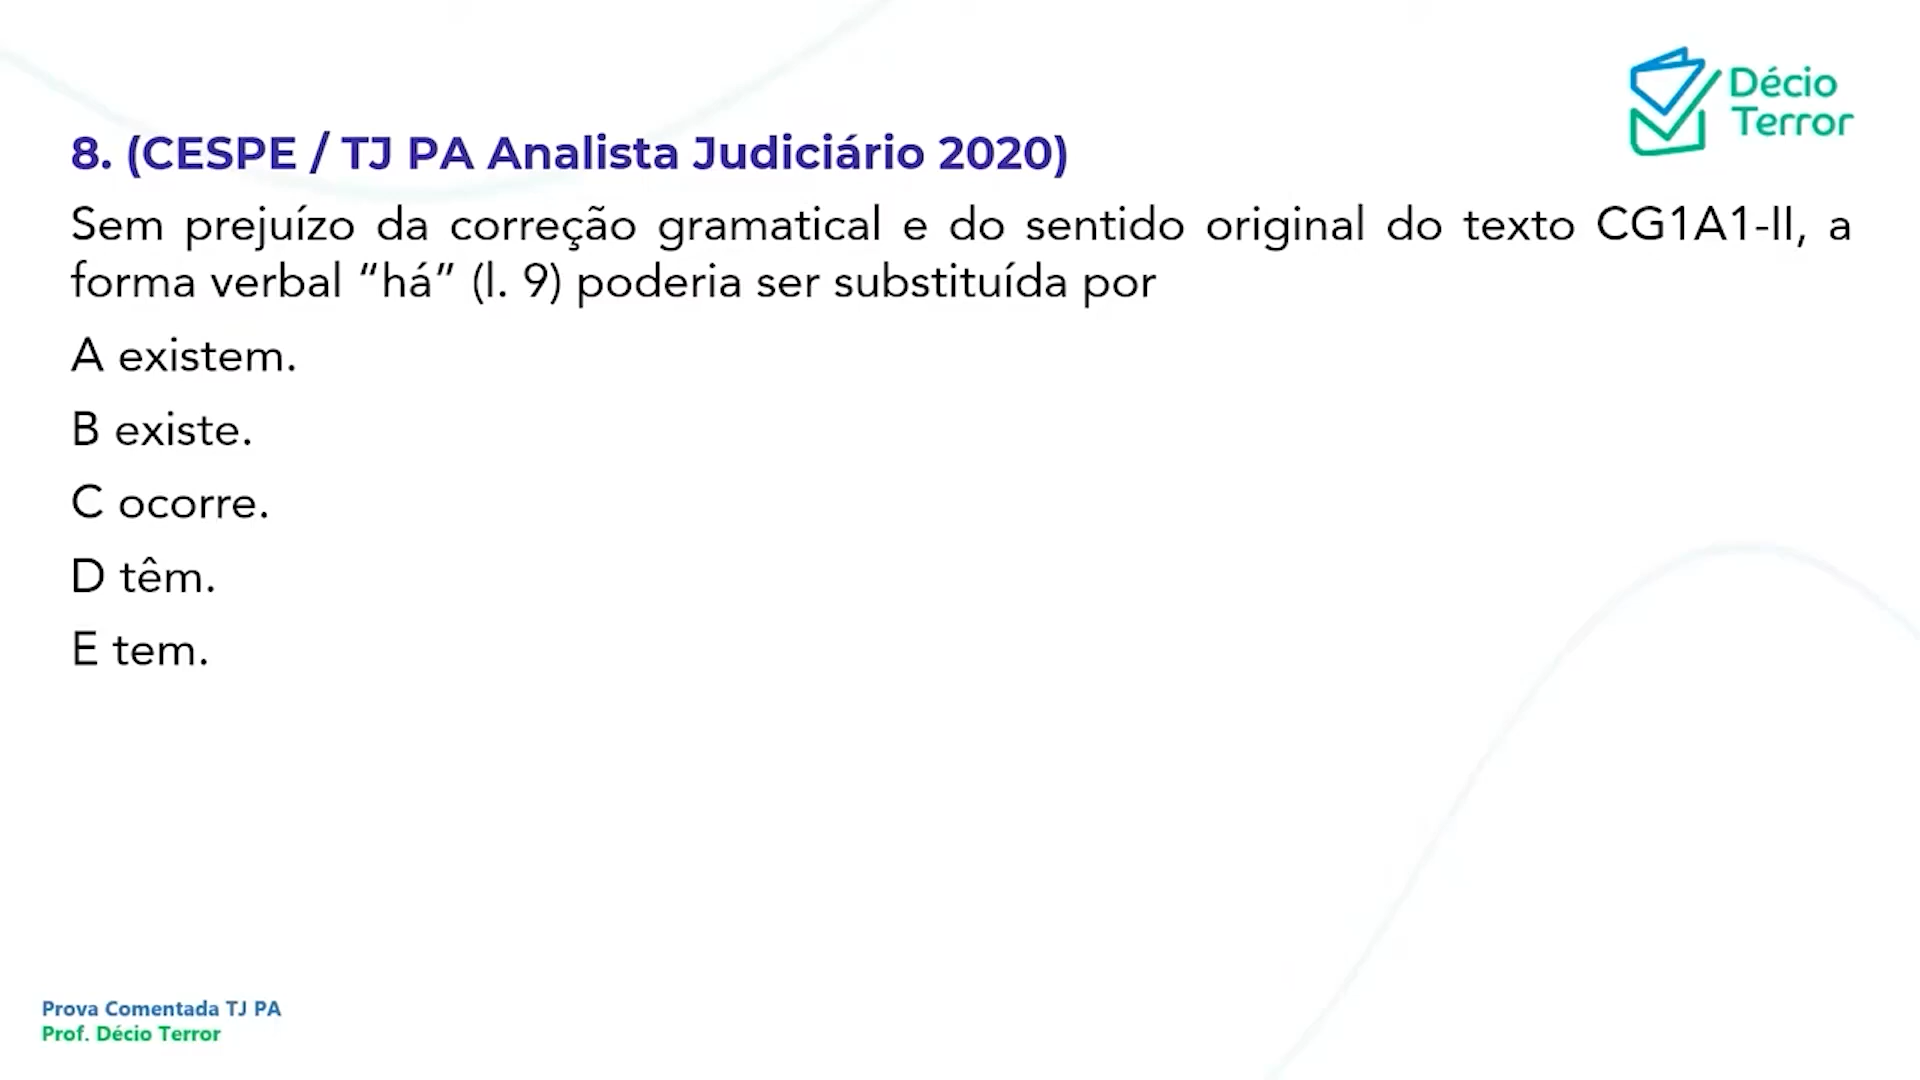 Décio
Terror
8. (CESPE / TJ PA Analista Judiciário 2020)
Sem prejuízo da correção gramatical e do sentido original do texto CG1A1-II, a
forma verbal “há” (l. 9) poderia ser substituída por
A existem.
B existe.
C ocorre.
D têm.
E tem.
Prova Comentada TJ PA
Prof. Décio Terror